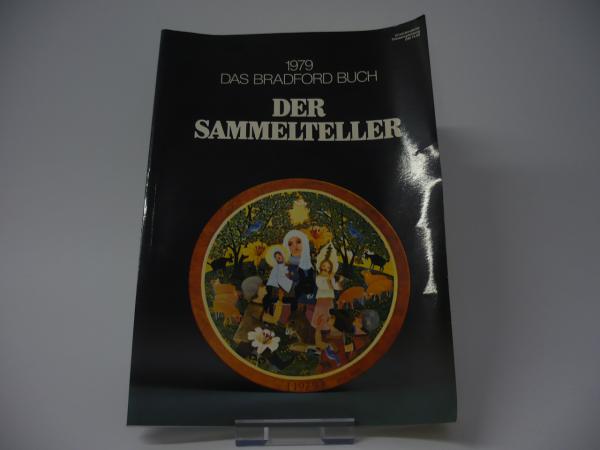 1979
DAS BRADFORD BUCH
DER
SAMMELTELLER